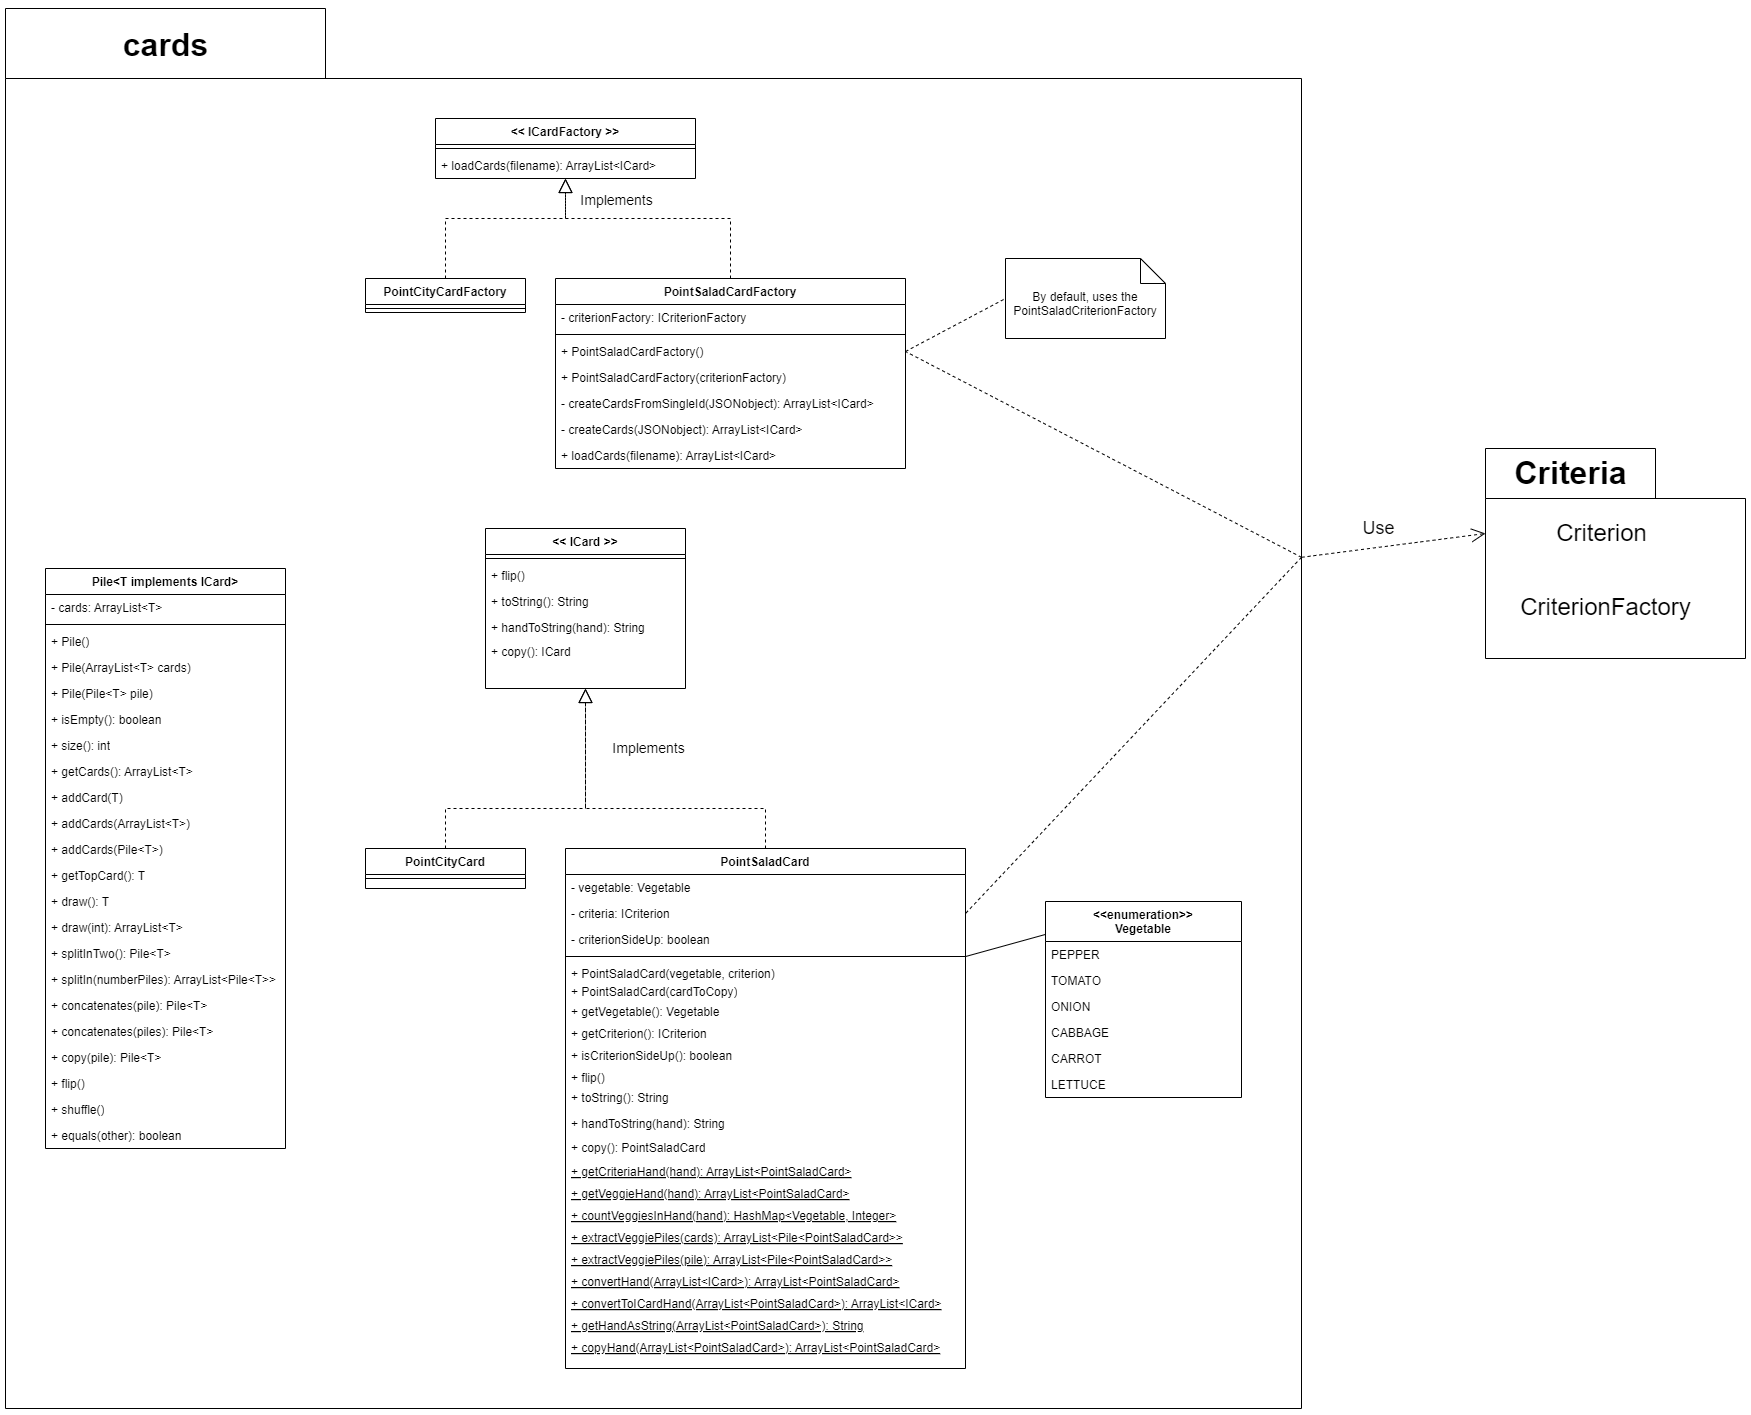 cards
<< ICardFactory >>
+ loadCards(filename): ArrayList<ICard>
Implements
PointCityCardFactory
PointSaladCardFactory
- criterionFactory: ICriterionFactory
+ PointSaladCardFactory()
+ PointSaladCardFactory(criterionFactory)
- createCardsFromSingleId(JSONobject): ArrayList<ICard>
- createCards(JSONobject): ArrayList<ICard>
+ loadCards(filename): ArrayList<ICard>
By default, uses the
PointSaladCriterionFactory
Use
Criteria
Criterion
CriterionFactory
<< ICard >>
+ flip()
+ toString(): String
+ handToString(hand): String
+ copy(): ICard
Implements
Pile<T implements ICard>
- cards: ArrayList<T>
+ Pile()
+ Pile(ArrayList<T> cards)
+ Pile(Pile<T> pile)
+ isEmpty(): boolean
+ size(): int
+ getCards(): ArrayList<T>
+ addCard(T)
+ addCards(ArrayList<T>)
+ addCards(Pile<T>)
+ getTopCard(): T
+ draw(): T
+ draw(int): ArrayList<T>
+ splitInTwo(): Pile<T>
+ splitIn(numberPiles): ArrayList<Pile<T>>
+ concatenates(pile): Pile<T>
+ concatenates(piles): Pile<T>
+ copy(pile): Pile<T>
+ flip()
+ shuffle()
+ equals(other): boolean
PointCityCard
PointSaladCard
- vegetable: Vegetable
- criteria: ICriterion
- criterionSideUp: boolean
+ PointSaladCard(vegetable, criterion)
+ PointSaladCard(cardToCopy)
+ getVegetable(): Vegetable
+ getCriterion(): ICriterion
+ isCriterionSideUp(): boolean
+ flip()
+ toString(): String
+ handToString(hand): String
+ copy(): PointSaladCard
+ getCriteriaHand(hand): ArrayList<PointSaladCard>
+ getVeggieHand(hand): ArrayList<PointSaladCard>
+ countVeggiesInHand(hand): HashMap<Vegetable, Integer>
+ extractVeggiePiles(cards): ArrayList<Pile<PointSaladCard>>
+ extractVeggiePiles(pile): ArrayList<Pile<PointSaladCard>>
+ convertHand(ArrayList<ICard>): ArrayList<PointSaladCard>
+ convertToICardHand(ArrayList<PointSaladCard>): ArrayList<ICard>
+ getHandAsString(ArrayList<PointSaladCard>): String
+ copyHand(ArrayList<PointSaladCard>): ArrayList<PointSaladCard>
<<enumeration>>
Vegetable
PEPPER
TOMATO
ONION
CABBAGE
CARROT
LETTUCE